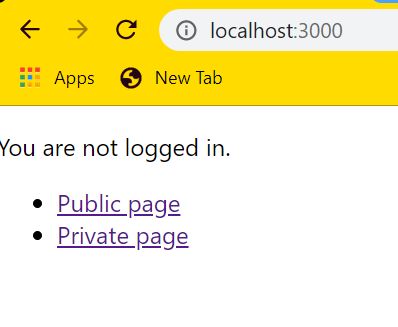 localhost:3000
Apps New Tab
You are not logged in.
Public page
Private page